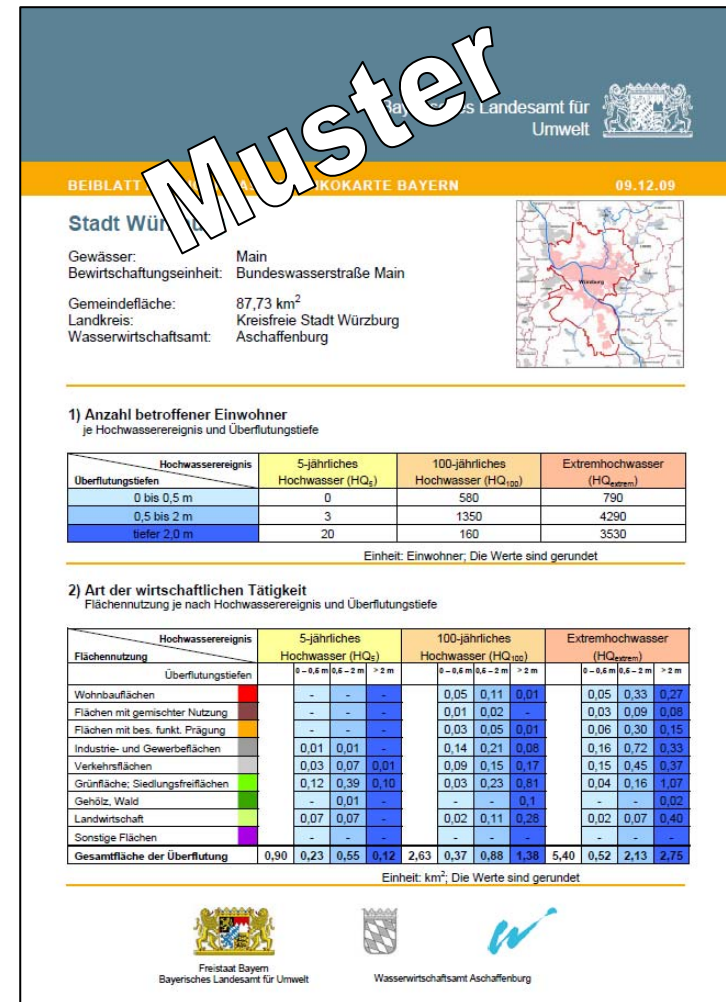 Muster
Bayerisches Landesamt für
Umwelt
BEIBLATT KOKARTE BAYERN 09.12.09
Stadt
Gewässer: Main
Bewirtschaftungseinheit: Bundeswasserstraße Main
Gemeindefläche: 87,73 km²
Landkreis: Kreisfreie Stadt Würzburg
Wasserwirtschaftsamt: Aschaffenburg
Würzburg
1) Anzahl betroffener Einwohner
je Hochwasserereignis und Überflutungstiefe
Hochwasserereignis 5-jährliches 100-jährliches Extremhochwasser
Überflutungstiefen Hochwasser (HQ5) Hochwasser (HQ100) (HQextrem)
0 bis 0,5 m 0 580 790
0,5 bis 2 m 3 1350 4290
tiefer 2,0 m 20 160 3530
Einheit: Einwohner; Die Werte sind gerundet
2) Art der wirtschaftlichen Tätigkeit
Flächennutzung je nach Hochwasserereignis und Überflutungstiefe
Hochwasserereignis 5-jährliches 100-jährliches Extremhochwasser
Flächennutzung Hochwasser (HQ5) Hochwasser (HQ100) (HQextrem)
Überflutungstiefen 0 – 0,5 m 0,5 – 2 m > 2 m 0 – 0,5 m 0,5 – 2 m > 2 m 0 – 0,5 m 0,5 – 2 m > 2 m
Wohnbauflächen - - - 0,05 0,11 0,01 0,05 0,33 0,27
Flächen mit gemischter Nutzung - - - 0,01 0,02 - 0,03 0,09 0,08
Flächen mit bes. funkt. Prägung - - - 0,03 0,05 0,01 0,06 0,30 0,15
Industrie- und Gewerbeflächen 0,01 0,01 - 0,14 0,21 0,08 0,16 0,72 0,33
Verkehrsflächen 0,03 0,07 0,01 0,09 0,15 0,17 0,15 0,45 0,37
Grünfläche; Siedlungsfreiflächen 0,12 0,39 0,10 0,03 0,23 0,81 0,04 0,16 1,07
Gehölz, Wald - 0,01 - - - 0,1 - - 0,02
Landwirtschaft 0,07 0,07 - 0,02 0,11 0,28 0,02 0,07 0,40
Sonstige Flächen - - - - - - - - -
Gesamtfläche der Überflutung 0,90 0,23 0,55 0,12 2,63 0,37 0,88 1,38 5,40 0,52 2,13 2,75
Einheit: km²; Die Werte sind gerundet
Freistaat Bayern
Bayerisches Landesamt für Umwelt Wasserwirtschaftsamt Aschaffenburg